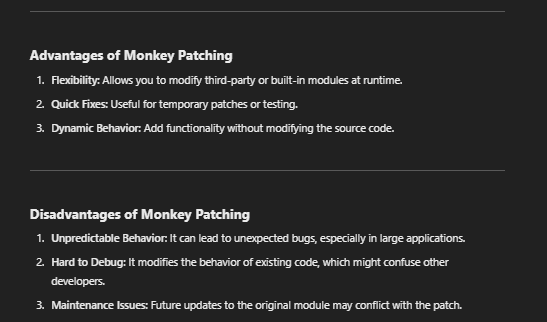 Advantages of Monkey Patching
1. Flexibility: Allows you to modify third-party or built-in modules at runtime.
2. Quick Fixes: Useful for temporary patches or testing.
3. Dynamic Behavior: Add functionality without modifying the source code.
Disadvantages of Monkey Patching
1. Unpredictable Behavior: It can lead to unexpected bugs, especially in large applications.
2. Hard to Debug: It modifies the behavior of existing code, which might confuse other
developers.
3. Maintenance Issues: Future updates to the original module may conflict with the patch.